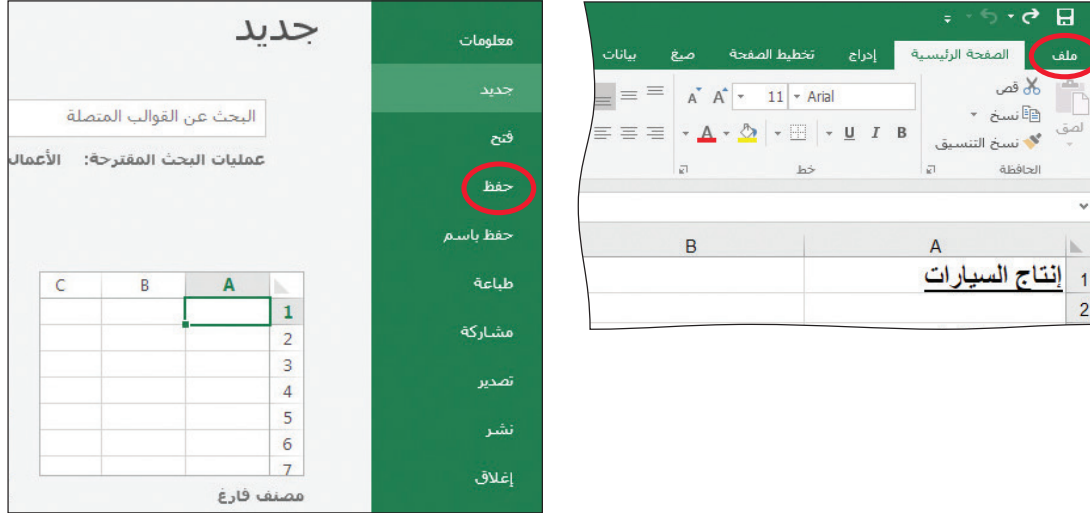 ملف
الصفحة الرئيسية
إدراج
تخطيط الصفحة
صيغ
بيانات
قص
نسخ
نسخ التنسيق
لصق
الحافظة
Arial
11
A A
B I U
A
خط
A B
1 إنتاج السيارات
2
معلومات
جديد
فتح
حفظ
حفظ باسم
طباعة
مشاركة
تصدير
نشر
إغلاق
جديد
البحث عن القوالب المتصلة
عمليات البحث المقترحة: الأعمال
A B C
1
2
3
4
5
6
7
مصنف فارغ